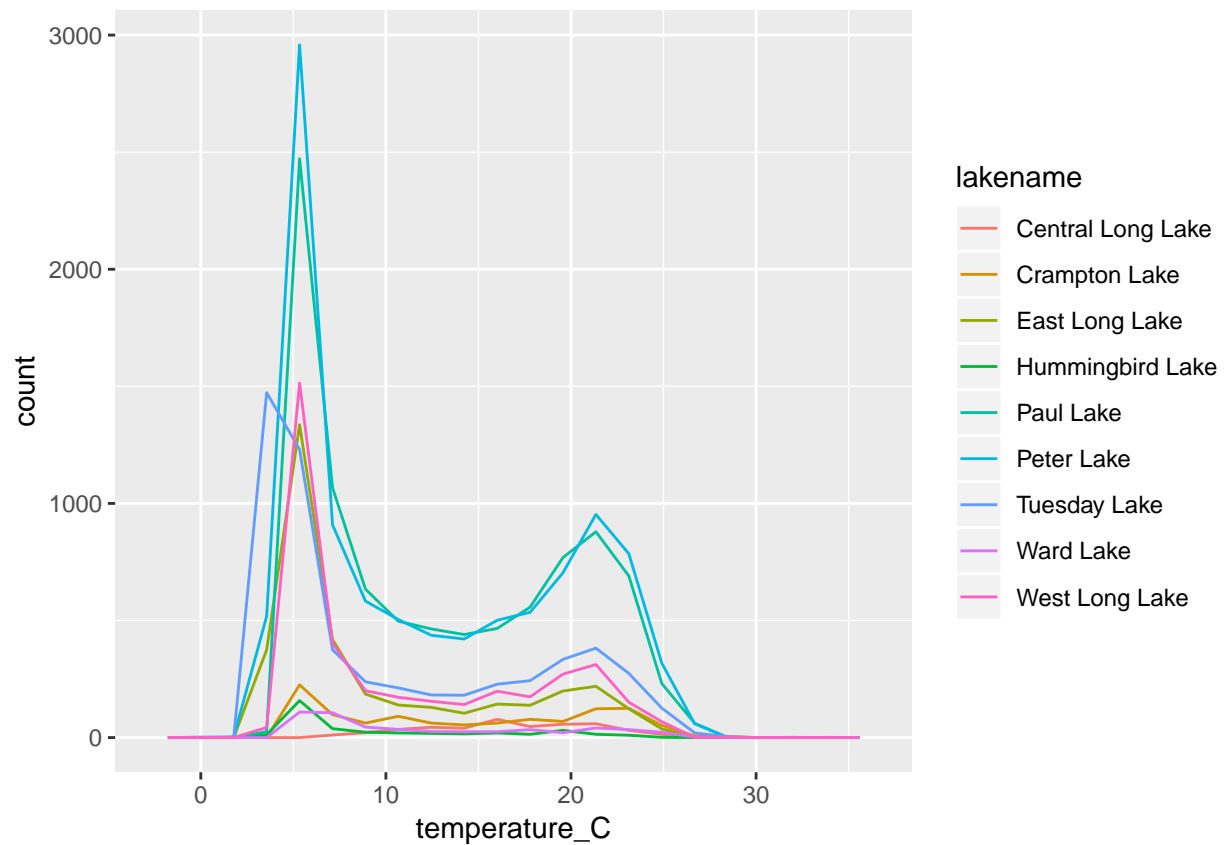 3000
2000
1000
0
count
0 10 20 30
temperature_C
lakename
Central Long Lake
Crampton Lake
East Long Lake
Hummingbird Lake
Paul Lake
Peter Lake
Tuesday Lake
Ward Lake
West Long Lake